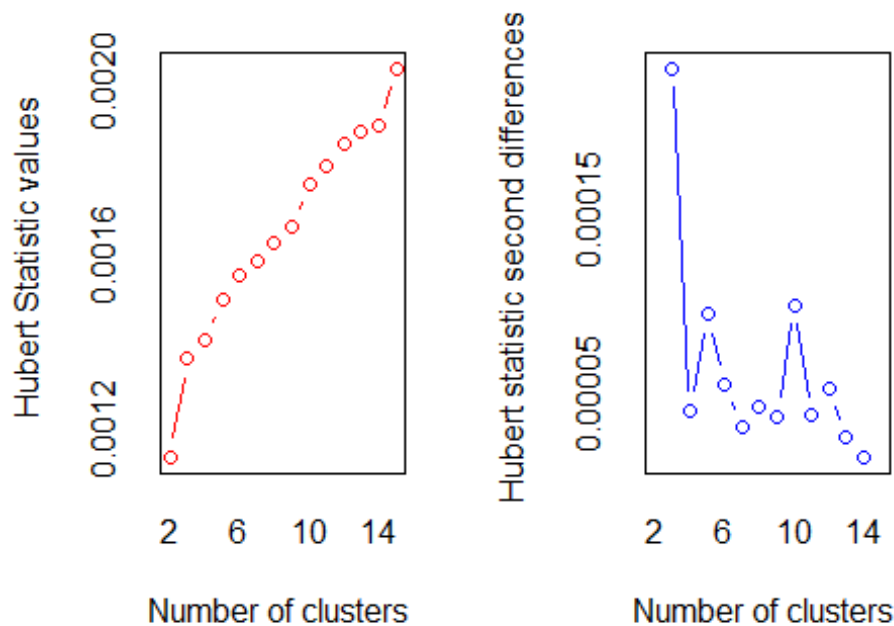 Hubert Statistic values
0.0012 0.0016 0.0020
2 6 10 14
Number of clusters
Hubert statistic second differences
0.00005 0.00015
2 6 10 14
Number of clusters